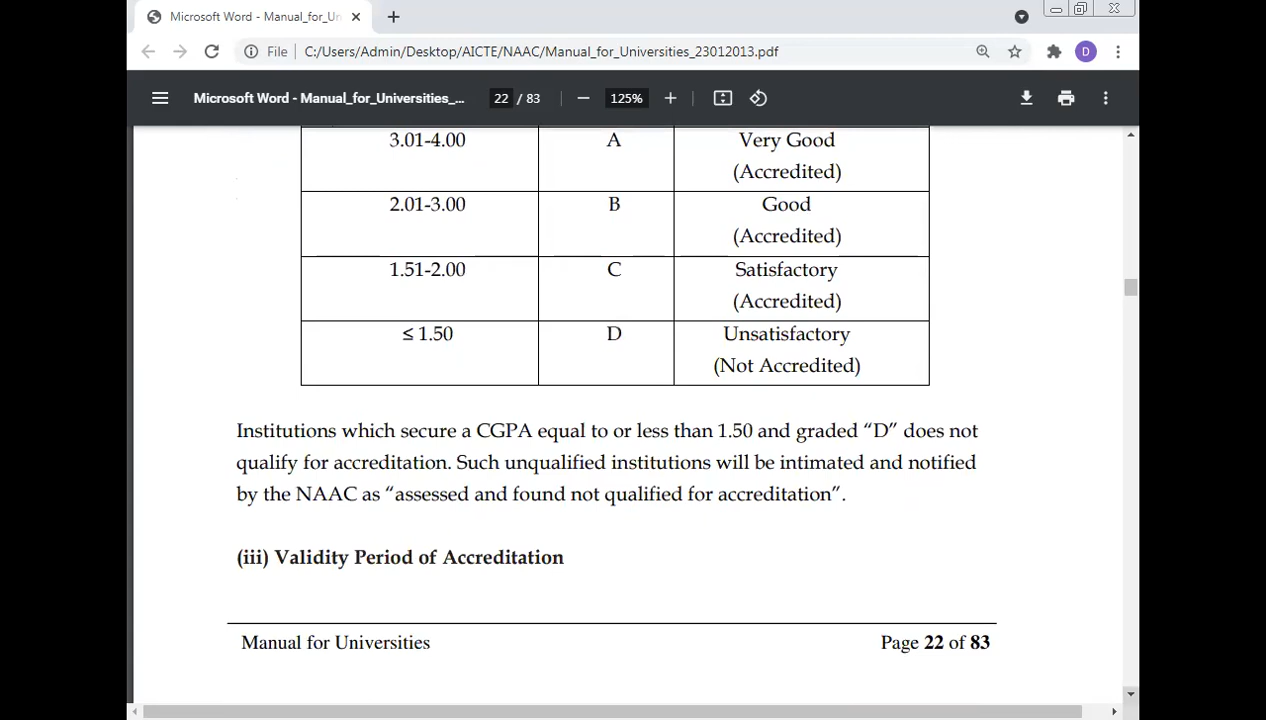 Microsoft Word - Manual_for_Un
File C:/Users/Admin/Desktop/AICTE/NAAC/Manual_for_Universities_23012013.pdf
D
Microsoft Word - Manual_for_Universities_... 22 / 83 125%
3.01-4.00 A Very Good
(Accredited)
2.01-3.00 B Good
(Accredited)
1.51-2.00 C Satisfactory
(Accredited)
≤ 1.50 D Unsatisfactory
(Not Accredited)
Institutions which secure a CGPA equal to or less than 1.50 and graded “D” does not
qualify for accreditation. Such unqualified institutions will be intimated and notified
by the NAAC as “assessed and found not qualified for accreditation”.
(iii) Validity Period of Accreditation
Manual for Universities Page 22 of 83